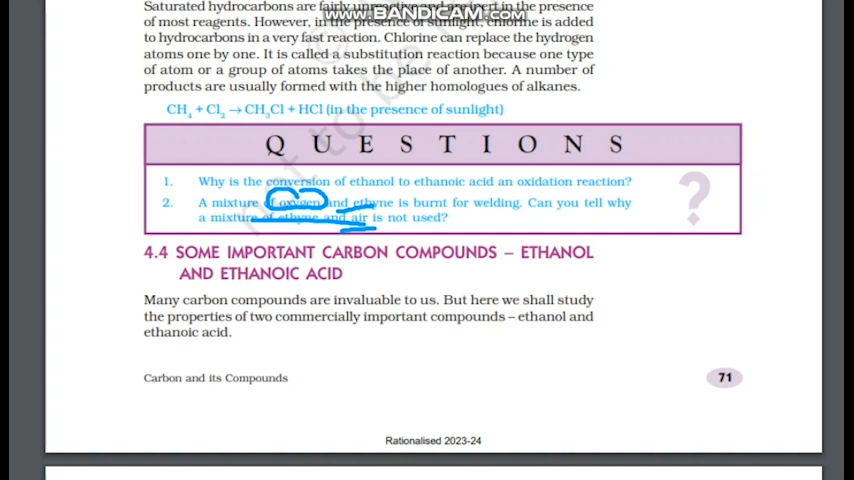 Saturated hydrocarbons are fairly unreactive and are inert in the presence
www.BANDICAM.com
of most reagents. However, in the presence of sunlight, chlorine is added
to hydrocarbons in a very fast reaction. Chlorine can replace the hydrogen
atoms one by one. It is called a substitution reaction because one type
of atom or a group of atoms takes the place of another. A number of
products are usually formed with the higher homologues of alkanes.
CH₄ + Cl₂ → CH₃Cl + HCl (in the presence of sunlight)
QUESTIONS
1. Why is the conversion of ethanol to ethanoic acid an oxidation reaction?
2. A mixture of oxygen and ethyne is burnt for welding. Can you tell why
a mixture of ethyne and air is not used?
?
4.4 SOME IMPORTANT CARBON COMPOUNDS – ETHANOL
AND ETHANOIC ACID
Many carbon compounds are invaluable to us. But here we shall study
the properties of two commercially important compounds – ethanol and
ethanoic acid.
Carbon and its Compounds
71
Rationalised 2023-24